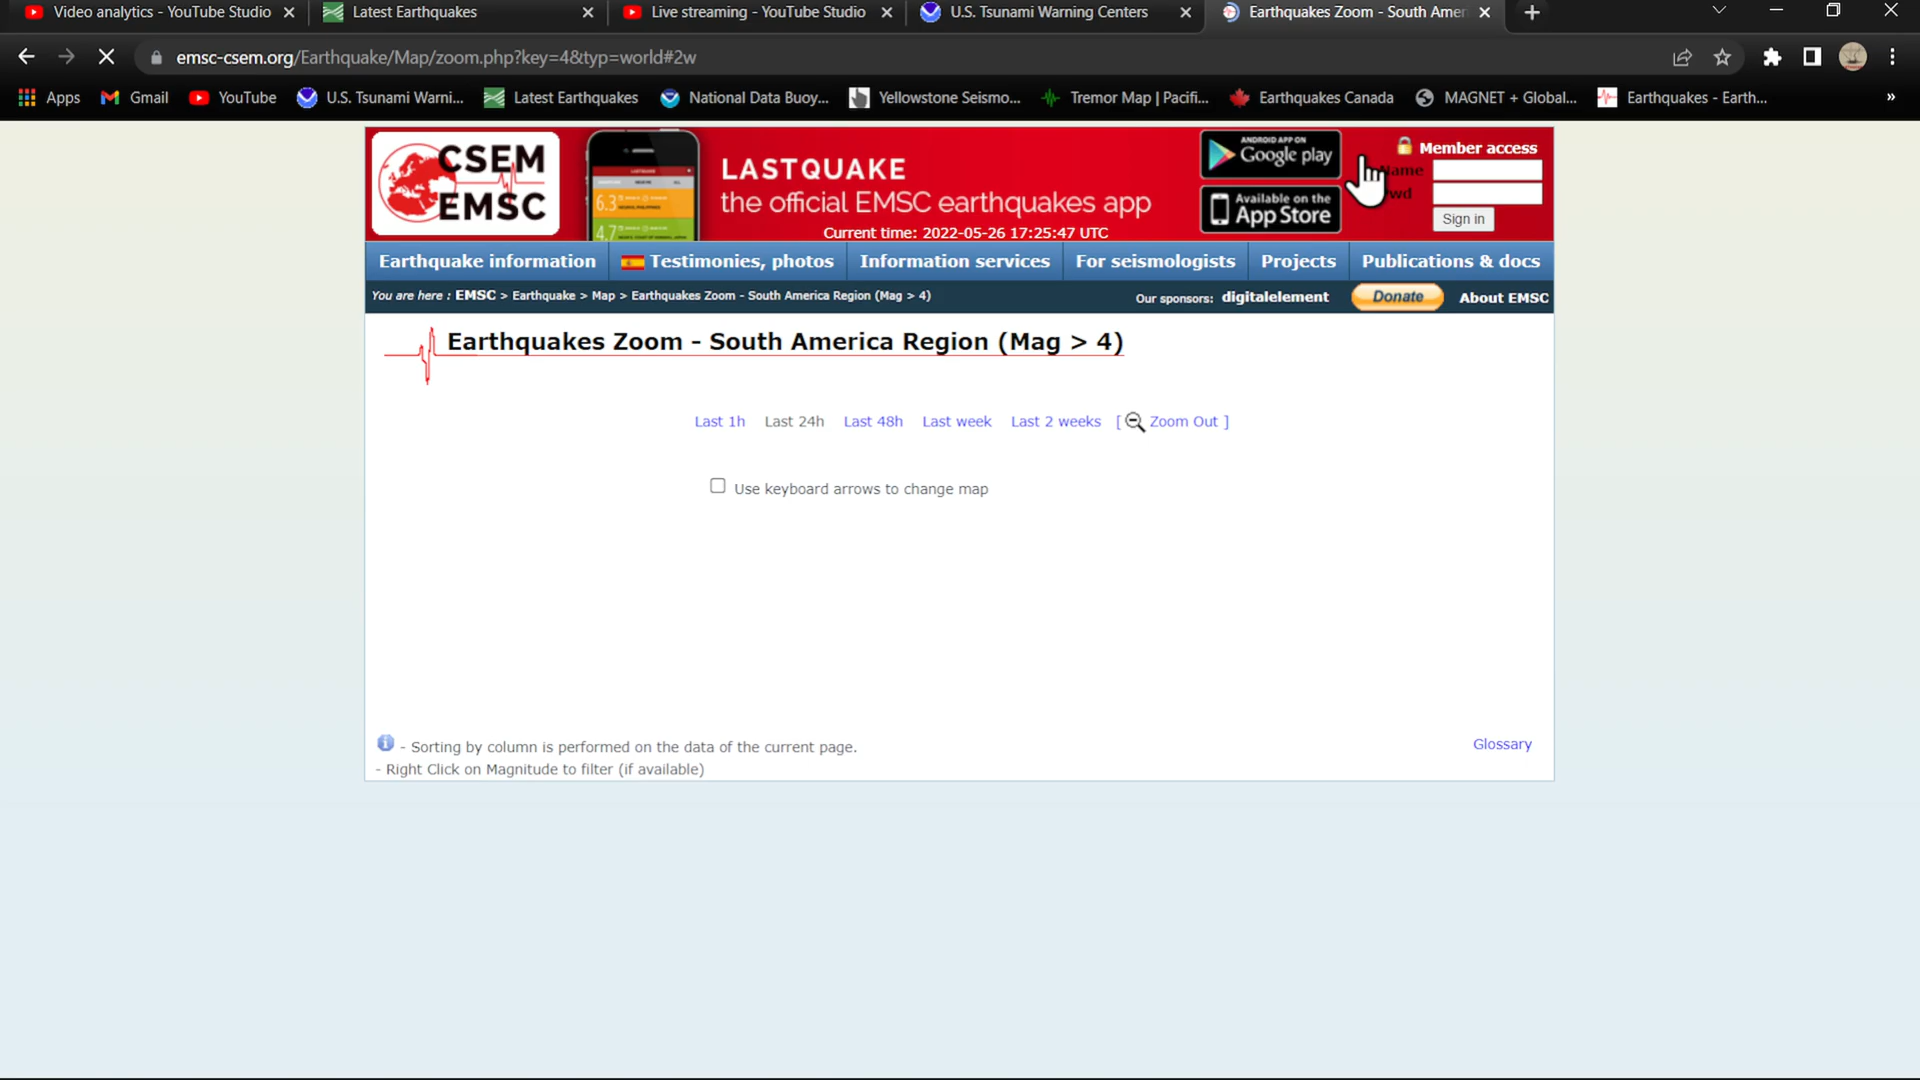 Video analytics - YouTube Studio
Latest Earthquakes
Live streaming - YouTube Studio
U.S. Tsunami Warning Centers
Earthquakes Zoom - South Amer
emsc-csem.org/Earthquake/Map/zoom.php?key=4&typ=world#2w
Apps
Gmail
YouTube
U.S. Tsunami Warni...
Latest Earthquakes
National Data Buoy...
Yellowstone Seismo...
Tremor Map | Pacifi...
Earthquakes Canada
MAGNET + Global...
Earthquakes - Earth...
»
CSEM
EMSC
LASTQUAKE
6.3
4.7
LASTQUAKE
the official EMSC earthquakes app
Current time: 2022-05-26 17:25:47 UTC
ANDROID APP ON
Google play
Available on the
App Store
Member access
Sign in
Earthquake information
Testimonies, photos
Information services
For seismologists
Projects
Publications & docs
You are here : EMSC > Earthquake > Map > Earthquakes Zoom - South America Region (Mag > 4)
Our sponsors: digitalelement
Donate
About EMSC
Earthquakes Zoom - South America Region (Mag > 4)
Last 1h Last 24h Last 48h Last week Last 2 weeks [ Zoom Out ]
Use keyboard arrows to change map
- Sorting by column is performed on the data of the current page.
- Right Click on Magnitude to filter (if available)
Glossary